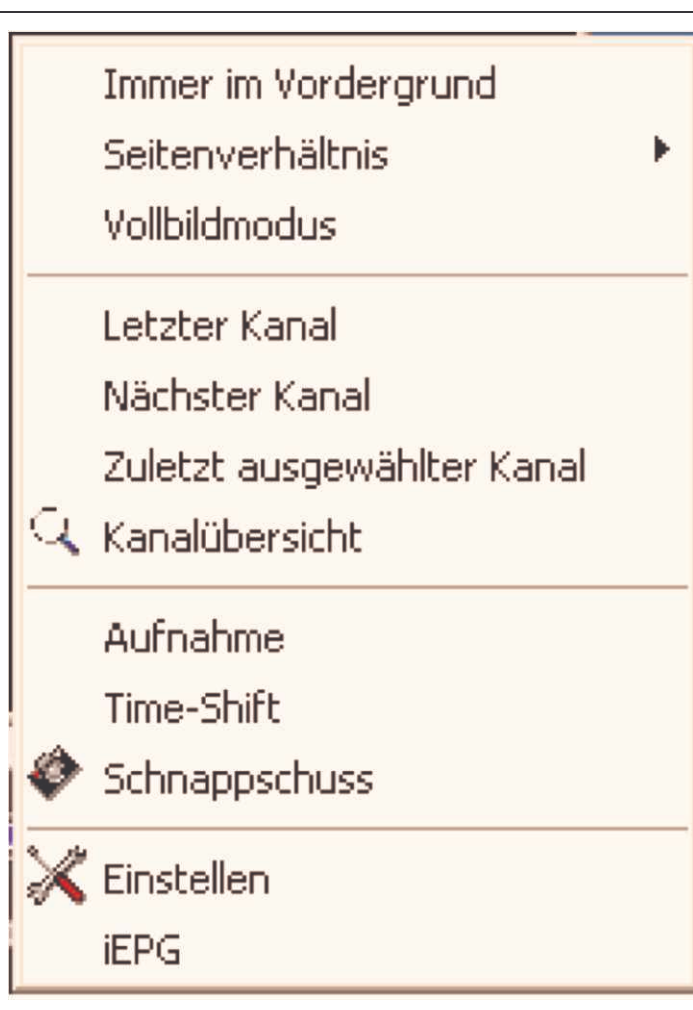 Immer im Vordergrund
Seitenverhältnis
Vollbildmodus
Letzter Kanal
Nächster Kanal
Zuletzt ausgewählter Kanal
Kanalübersicht
Aufnahme
Time-Shift
Schnappschuss
Einstellen
iEPG